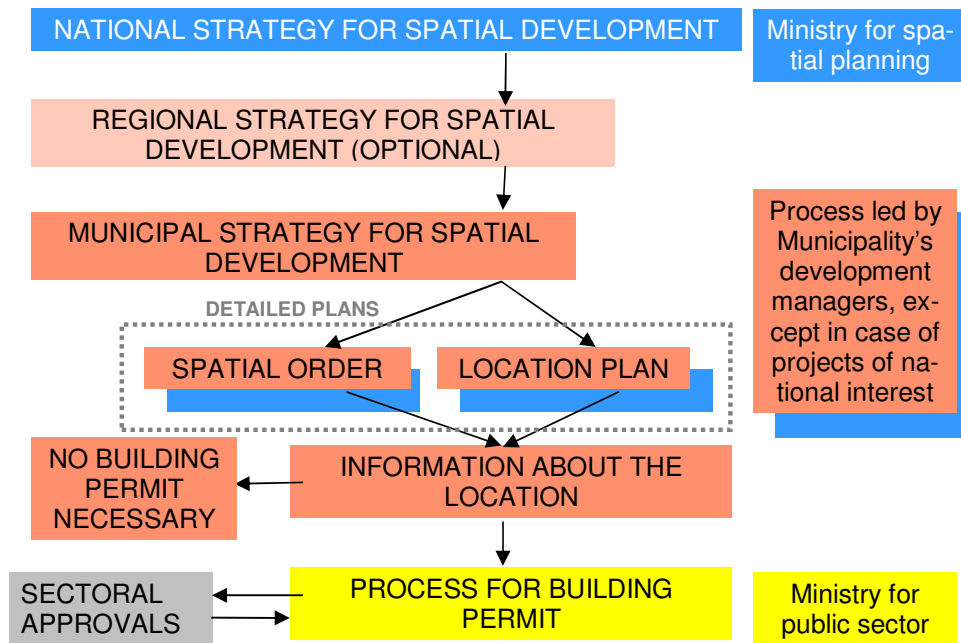 NATIONAL STRATEGY FOR SPATIAL DEVELOPMENT
Ministry for spa-
tial planning
REGIONAL STRATEGY FOR SPATIAL
DEVELOPMENT (OPTIONAL)
MUNICIPAL STRATEGY FOR SPATIAL
DEVELOPMENT
Process led by
Municipality's
development
managers, ex-
cept in case of
projects of na-
tional interest
DETAILED PLANS
SPATIAL ORDER
LOCATION PLAN
NO BUILDING
PERMIT
NECESSARY
INFORMATION ABOUT THE
LOCATION
SECTORAL
APPROVALS
PROCESS FOR BUILDING
PERMIT
Ministry for
public sector